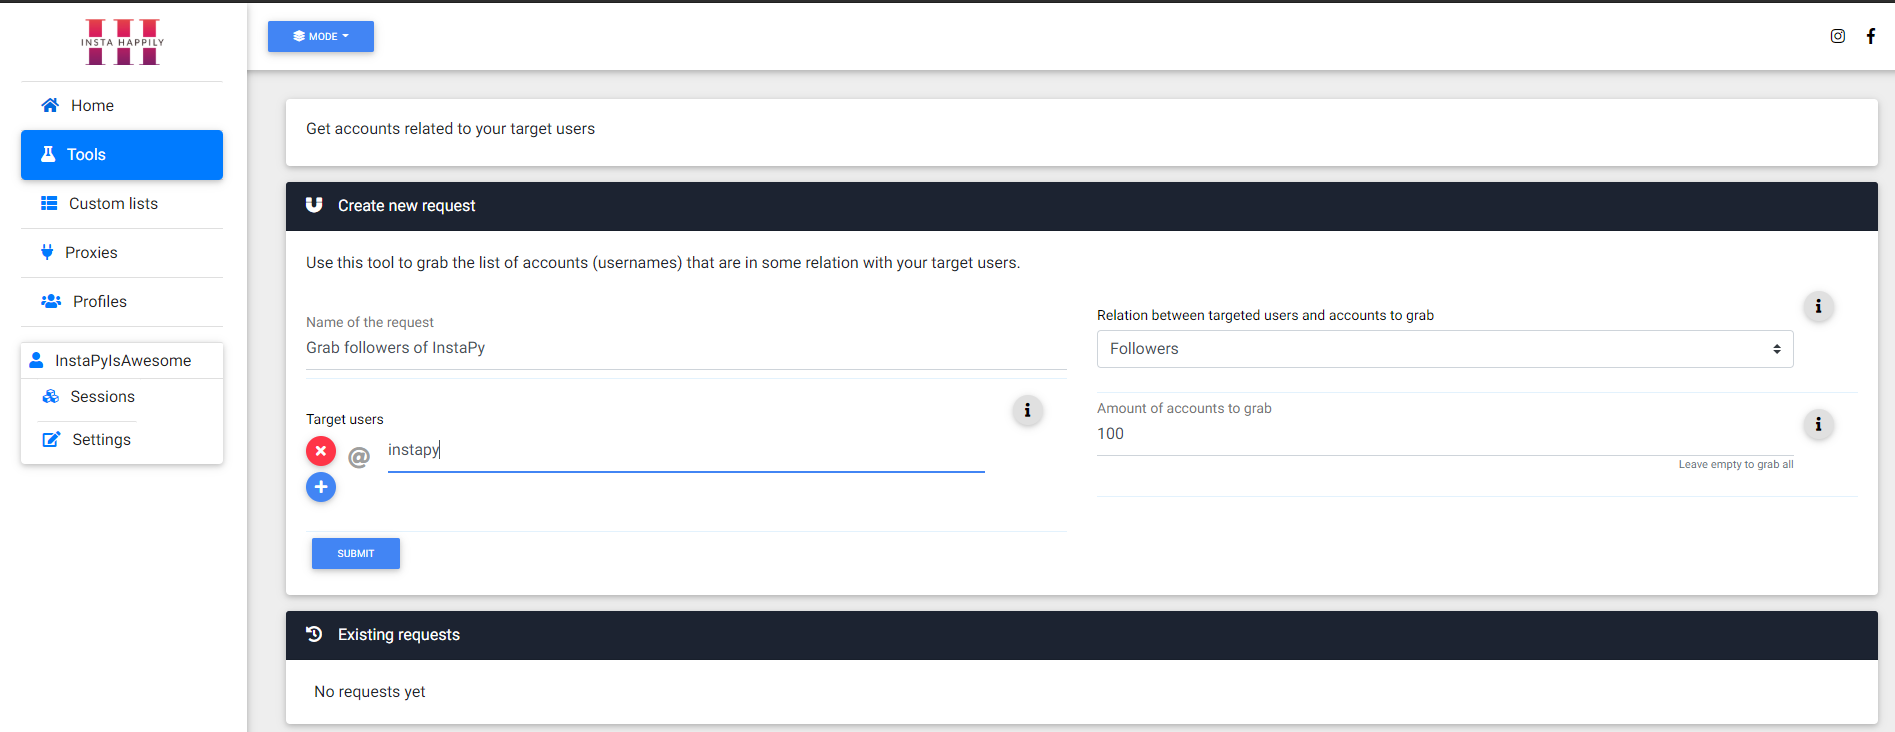 INSTA HAPPILY
Home
Tools
Custom lists
Proxies
Profiles
InstaPyIsAwesome
Sessions
Settings
MODE
Get accounts related to your target users
Create new request
Use this tool to grab the list of accounts (usernames) that are in some relation with your target users.
Name of the request
Grab followers of InstaPy
Relation between targeted users and accounts to grab
Followers
Target users
@ instapy
Amount of accounts to grab
100
Leave empty to grab all
SUBMIT
Existing requests
No requests yet